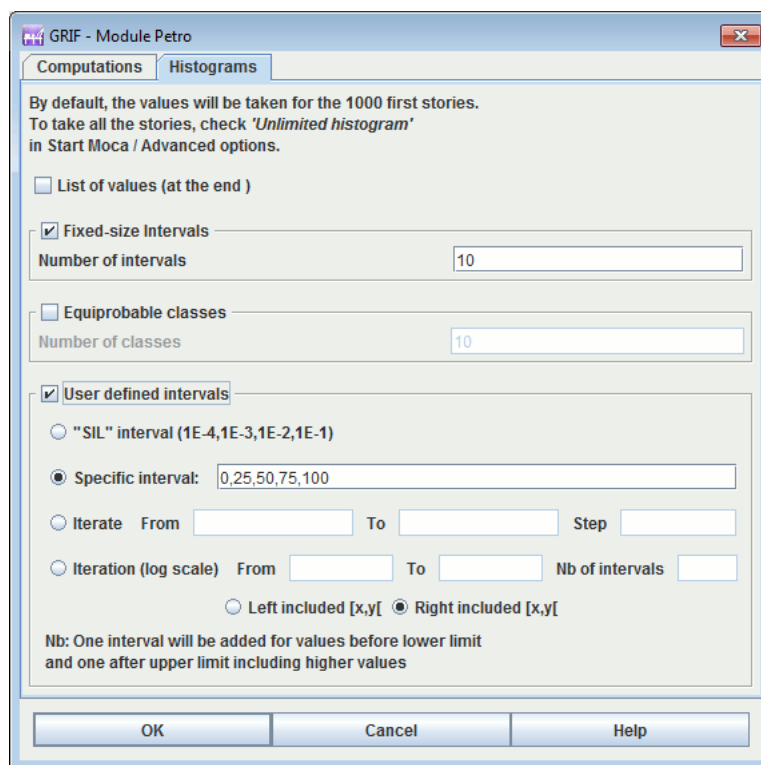 GRIF - Module Petro
Computations Histograms
By default, the values will be taken for the 1000 first stories.
To take all the stories, check 'Unlimited histogram'
in Start Moca / Advanced options.
List of values (at the end )
Fixed-size Intervals
Number of intervals 10
Equiprobable classes
Number of classes 10
User defined intervals
"SIL" interval (1E-4,1E-3,1E-2,1E-1)
Specific interval: 0,25,50,75,100
Iterate From To Step
Iteration (log scale) From To Nb of intervals
Left included [x,y[ Right included [x,y[
Nb: One interval will be added for values before lower limit
and one after upper limit including higher values
OK Cancel Help